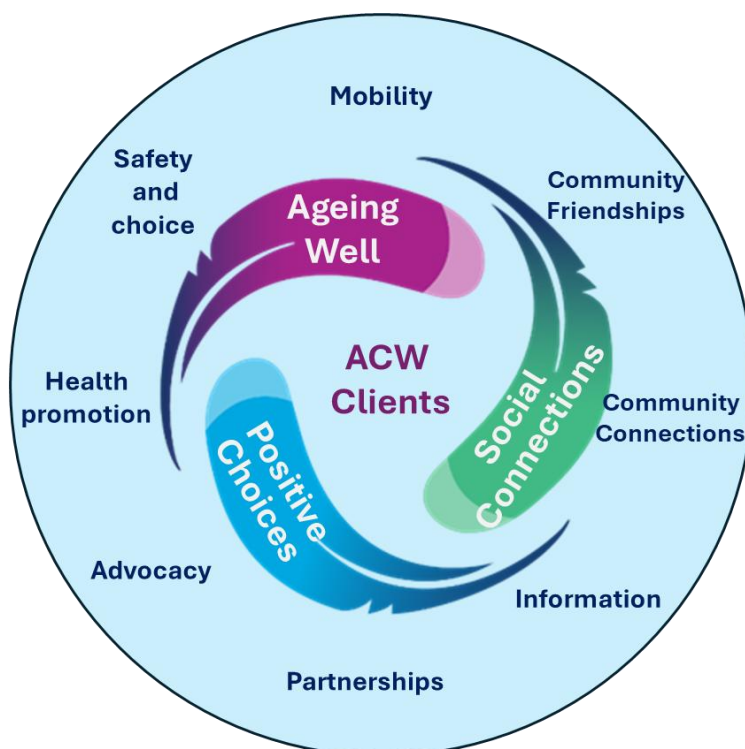 Mobility
Safety
and
choice
Community
Friendships
Ageing
Well
ACW
Clients
Health
promotion
Social
Connections
Community
Connections
Positive
Choices
Advocacy
Information
Partnerships